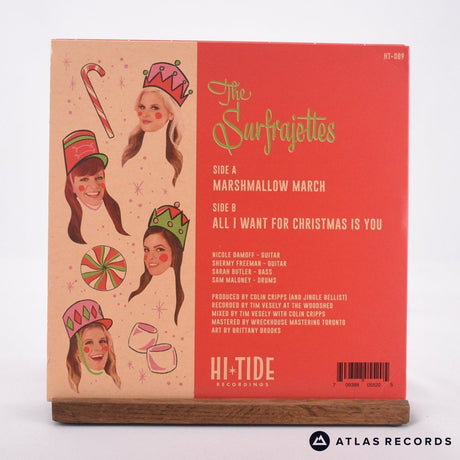 HT-089
The
Surfrajettes
SIDE A
MARSHMALLOW MARCH
SIDE B
ALL I WANT FOR CHRISTMAS IS YOU
NICOLE DAMOFF - GUITAR
SHERMY FREEMAN - GUITAR
SARAH BUTLER - BASS
SAM MALONEY - DRUMS
PRODUCED BY COLIN CRIPPS (AND JINGLE BELLIST)
RECORDED BY TIM VESELY AT THE WOODSHED
MIXED BY TIM VESELY WITH COLIN CRIPPS
MASTERED BY WRECKHOUSE MASTERING TORONTO
ART BY BRITTANY BROOKS
HI TIDE
RECORDINGS
ATLAS RECORDS